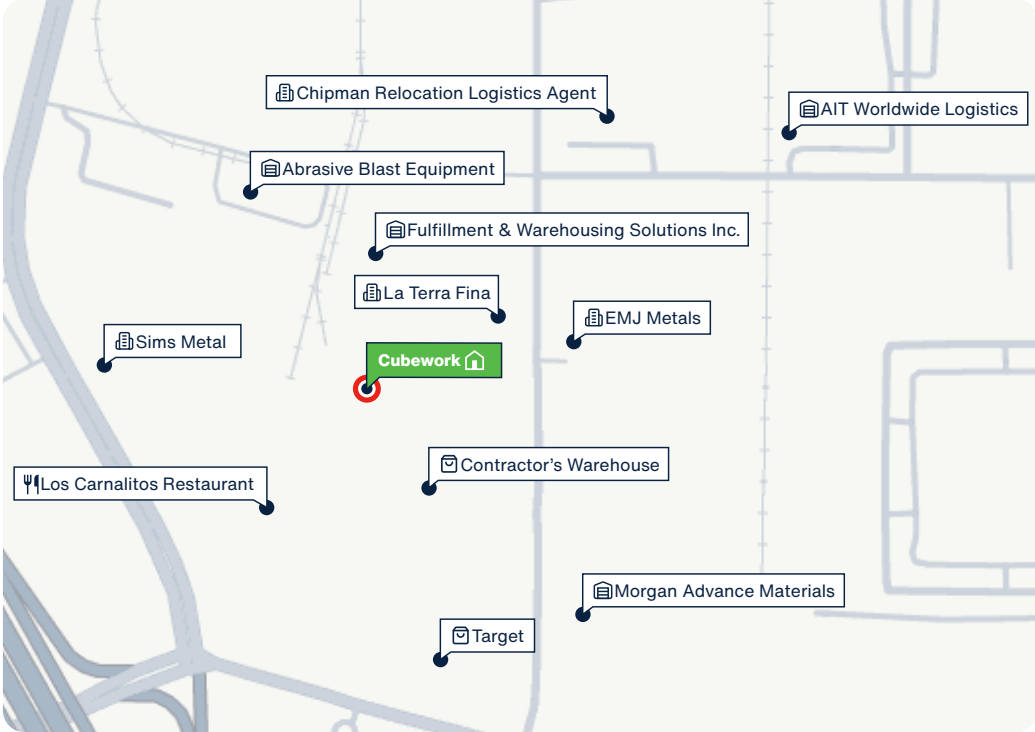 Chipman Relocation Logistics Agent
AIT Worldwide Logistics
Abrasive Blast Equipment
Fulfillment & Warehousing Solutions Inc.
La Terra Fina
EMJ Metals
Sims Metal
Cubework
Contractor’s Warehouse
Los Carnalitos Restaurant
Morgan Advance Materials
Target